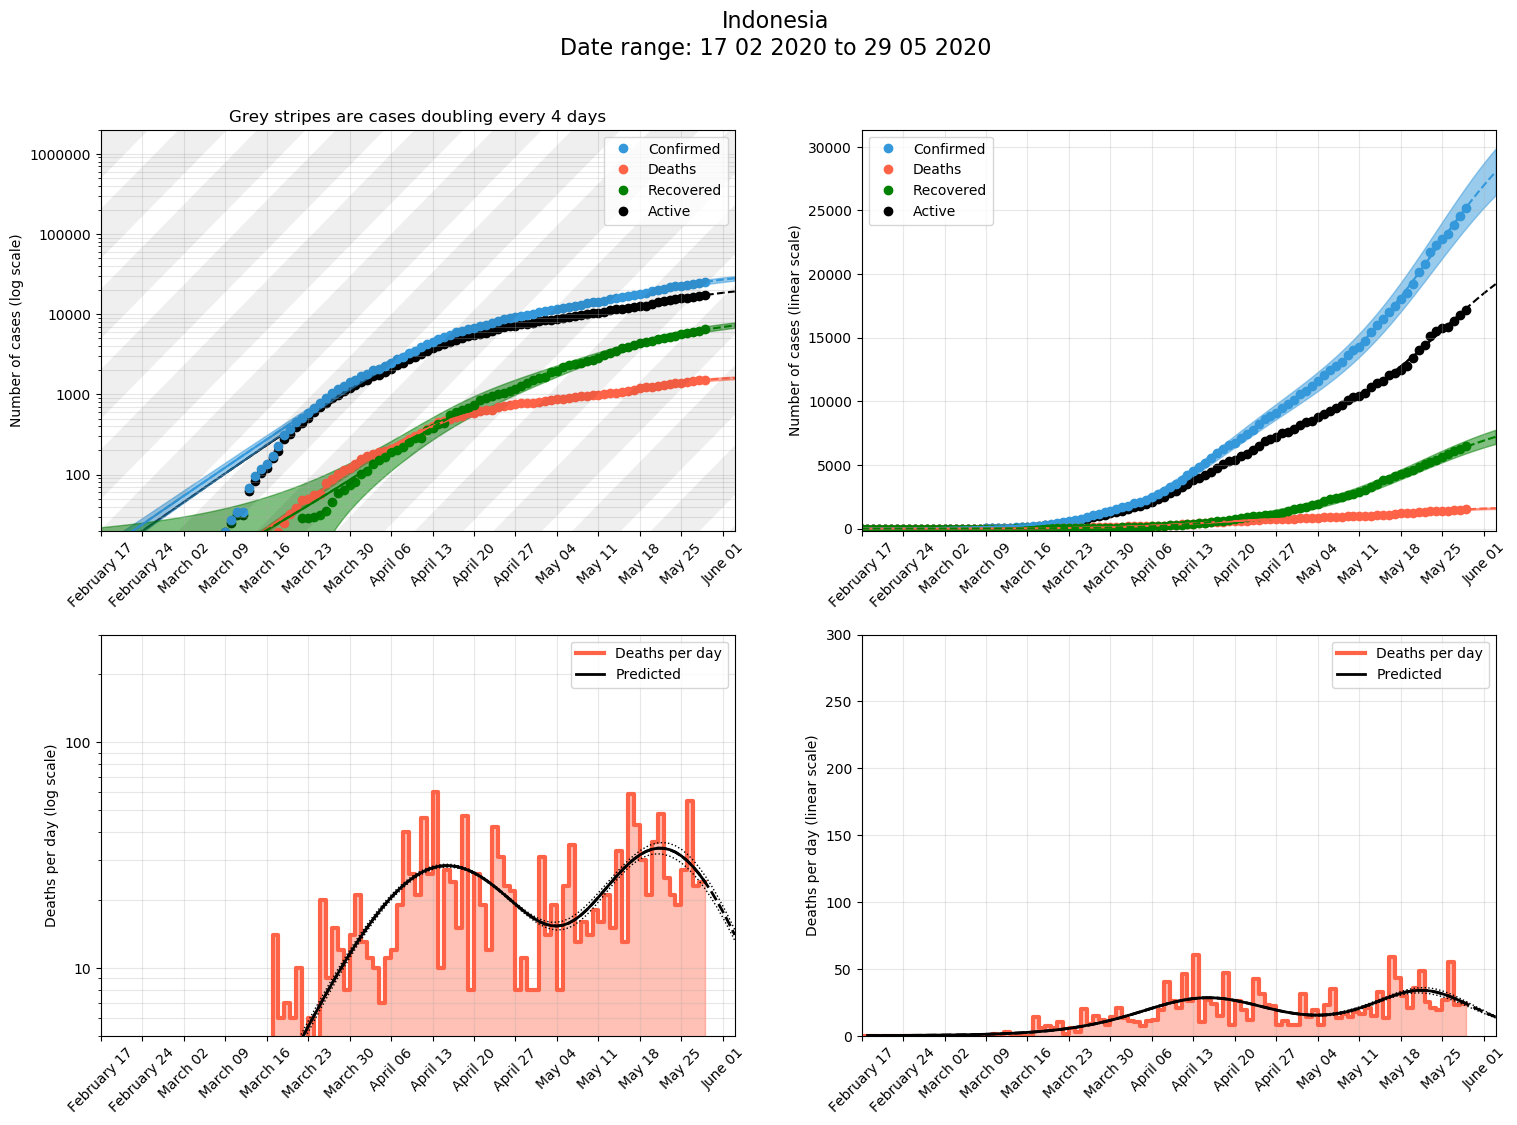 Indonesia
Date range: 17 02 2020 to 29 05 2020
Grey stripes are cases doubling every 4 days
Number of cases (log scale)
1000000
100000
10000
1000
100
Confirmed
Deaths
Recovered
Active
February 17
February 24
March 02
March 09
March 16
March 23
March 30
April 06
April 13
April 20
April 27
May 04
May 11
May 18
May 25
June 01
Number of cases (linear scale)
30000
25000
20000
15000
10000
5000
0
Confirmed
Deaths
Recovered
Active
February 17
February 24
March 02
March 09
March 16
March 23
March 30
April 06
April 13
April 20
April 27
May 04
May 11
May 18
May 25
June 01
Deaths per day (log scale)
100
10
Deaths per day
Predicted
February 17
February 24
March 02
March 09
March 16
March 23
March 30
April 06
April 13
April 20
April 27
May 04
May 11
May 18
May 25
June 01
Deaths per day (linear scale)
300
250
200
150
100
50
0
Deaths per day
Predicted
February 17
February 24
March 02
March 09
March 16
March 23
March 30
April 06
April 13
April 20
April 27
May 04
May 11
May 18
May 25
June 01